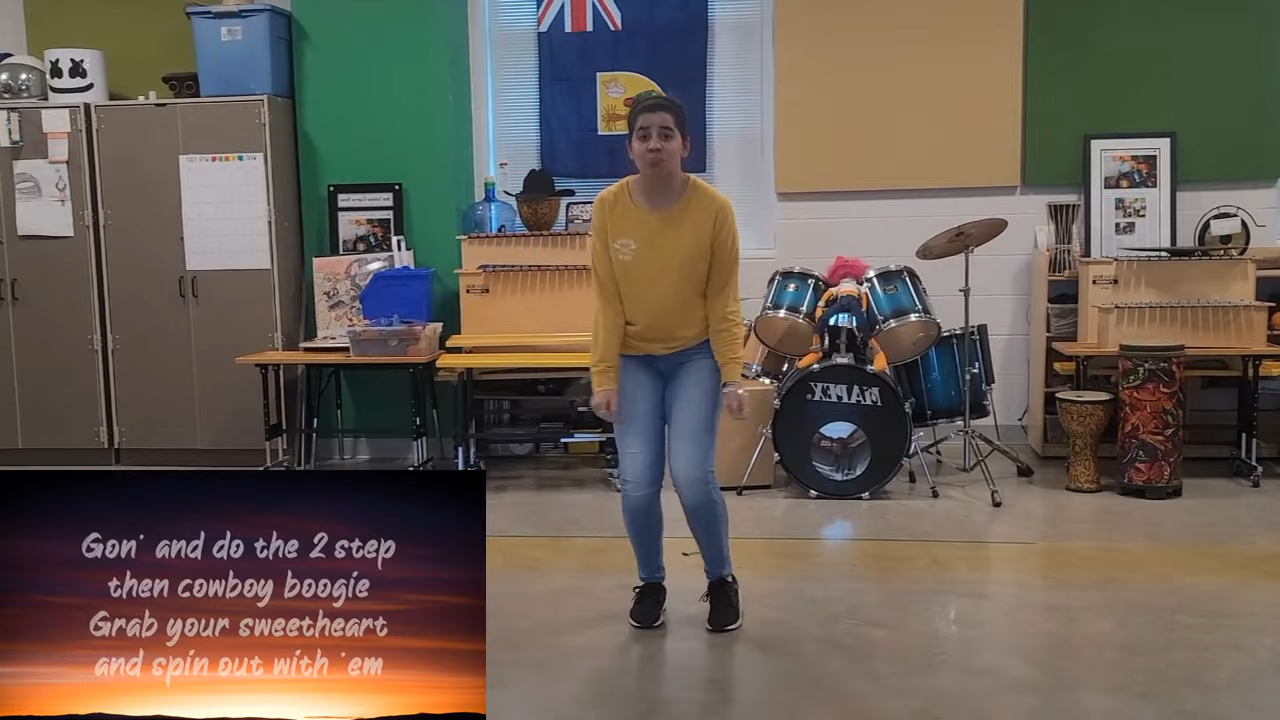 MAPEX
Gon' and do the 2 step
then cowboy boogie
Grab your sweetheart
and spin out with 'em